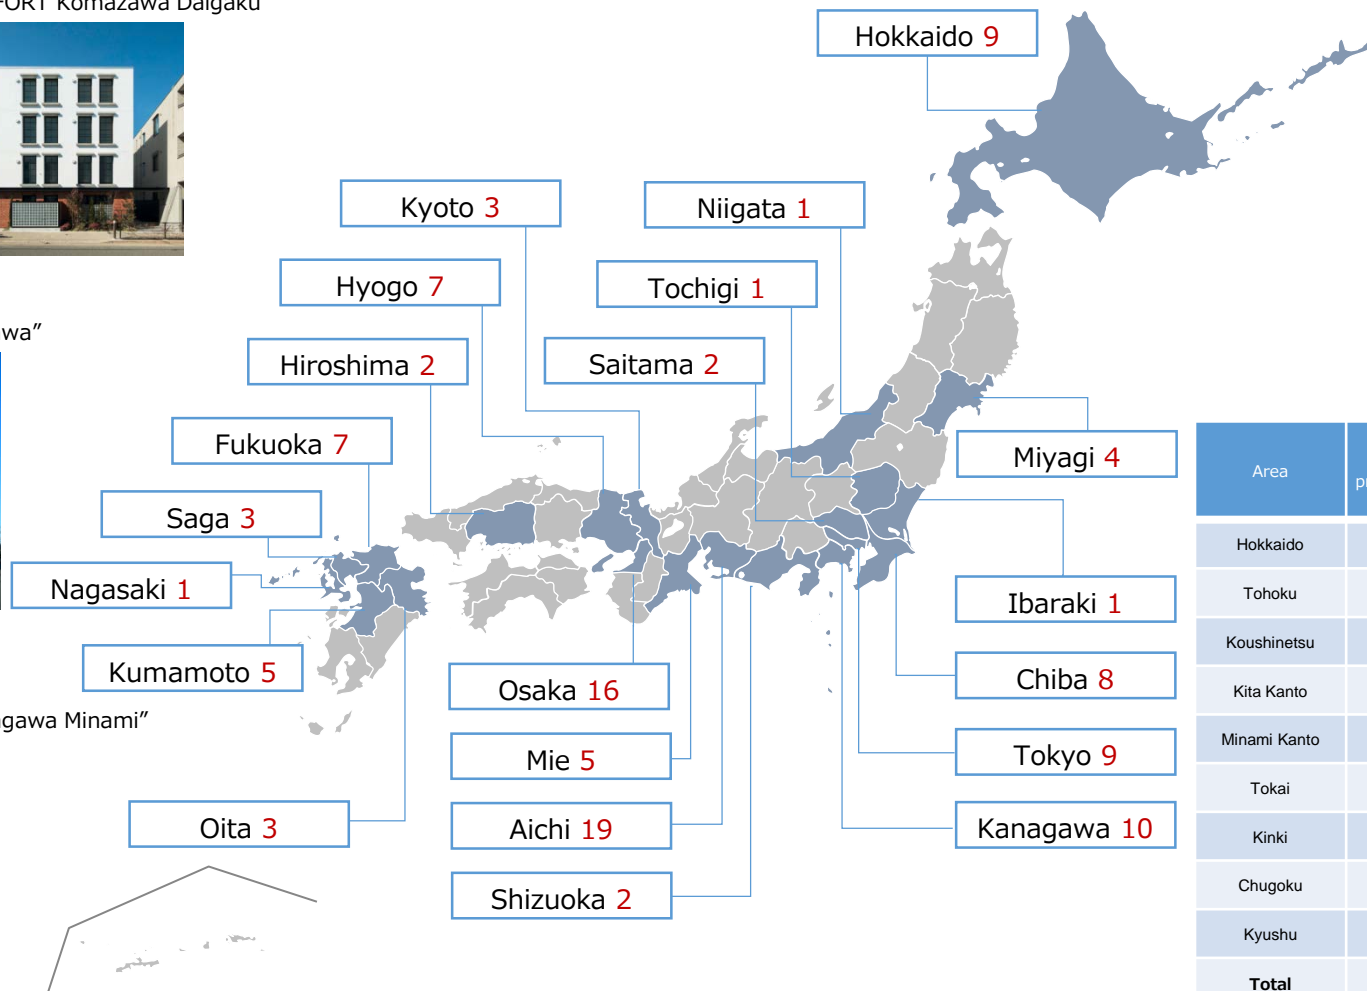 FORT Komazawa Daigaku
Hokkaido 9
Kyoto 3
Niigata 1
Hyogo 7
Tochigi 1
wa”
Hiroshima 2
Saitama 2
Fukuoka 7
Miyagi 4
Area
Saga 3
Hokkaido
Nagasaki 1
Ibaraki 1
Tohoku
Koushinetsu
Kumamoto 5
Osaka 16
Chiba 8
Kita Kanto
gawa Minami”
Mie 5
Tokyo 9
Minami Kanto
Tokai
Oita 3
Aichi 19
Kanagawa 10
Kinki
Shizuoka 2
Chugoku
Kyushu
Total